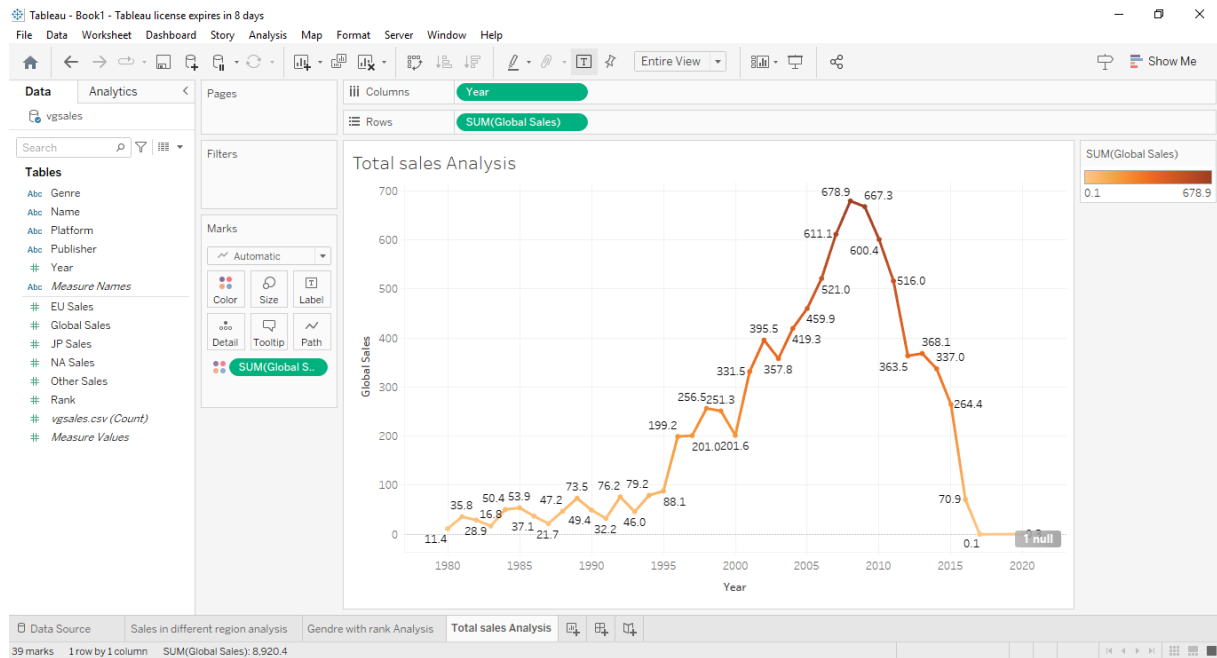 Tableau - Book1 - Tableau license expires in 8 days
File Data Worksheet Dashboard Story Analysis Map Format Server Window Help
Entire View
Show Me
Data Analytics
vgsales
Search
Tables
Abc Genre
Abc Name
Abc Platform
Abc Publisher
# Year
Abc Measure Names
# EU Sales
# Global Sales
# JP Sales
# NA Sales
# Other Sales
# Rank
# vgsales.csv (Count)
# Measure Values
Pages
Filters
Marks
Automatic
Color Size Label
Detail Tooltip Path
SUM(Global S..
Columns Year
Rows SUM(Global Sales)
Total sales Analysis
Global Sales
700
600
500
400
300
200
100
0
11.4
35.8
28.9
16.8
50.4
53.9
37.1
21.7
47.2
73.5
49.4
32.2
76.2
46.0
79.2
88.1
199.2
201.0
256.5
251.3
201.6
331.5
395.5
357.8
419.3
459.9
521.0
611.1
678.9
667.3
600.4
516.0
363.5
368.1
337.0
264.4
70.9
0.1
1 null
1980 1985 1990 1995 2000 2005 2010 2015 2020
Year
SUM(Global Sales)
0.1 678.9
Data Source Sales in different region analysis Gendre with rank Analysis Total sales Analysis
39 marks 1 row by 1 column SUM(Global Sales): 8,920.4